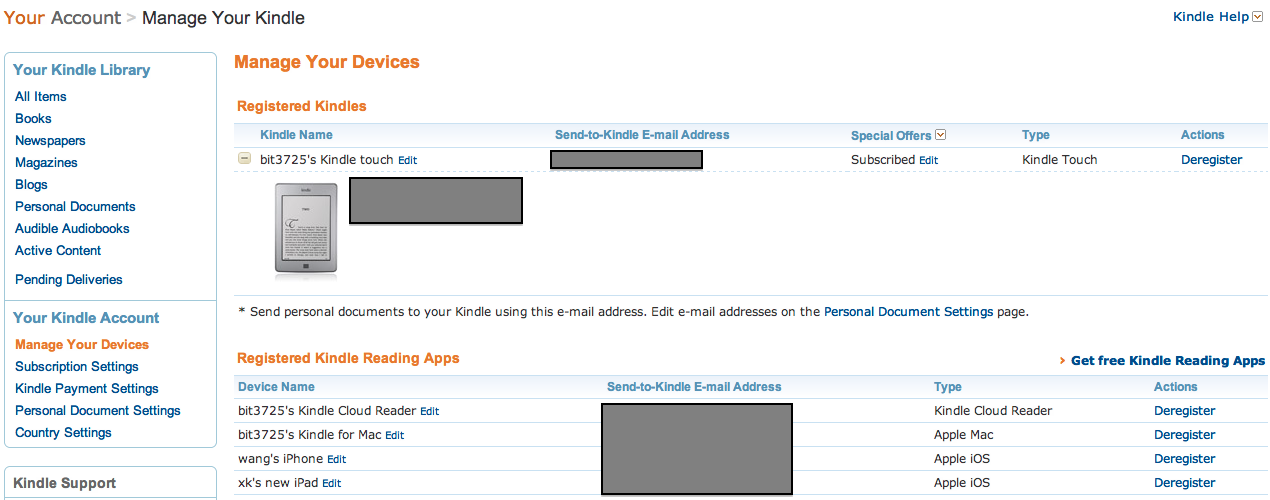 Your Account > Manage Your Kindle
Kindle Help
Your Kindle Library
All Items
Books
Newspapers
Magazines
Blogs
Personal Documents
Audible Audiobooks
Active Content
Pending Deliveries
Your Kindle Account
Manage Your Devices
Subscription Settings
Kindle Payment Settings
Personal Document Settings
Country Settings
Kindle Support
Manage Your Devices
Registered Kindles
Kindle Name Send-to-Kindle E-mail Address Special Offers Type Actions
bit3725's Kindle touch Edit Subscribed Edit Kindle Touch Deregister
kindle
* Send personal documents to your Kindle using this e-mail address. Edit e-mail addresses on the Personal Document Settings page.
Registered Kindle Reading Apps
› Get free Kindle Reading Apps
Device Name Send-to-Kindle E-mail Address Type Actions
bit3725's Kindle Cloud Reader Edit Kindle Cloud Reader Deregister
bit3725's Kindle for Mac Edit Apple Mac Deregister
wang's iPhone Edit Apple iOS Deregister
xk's new iPad Edit Apple iOS Deregister